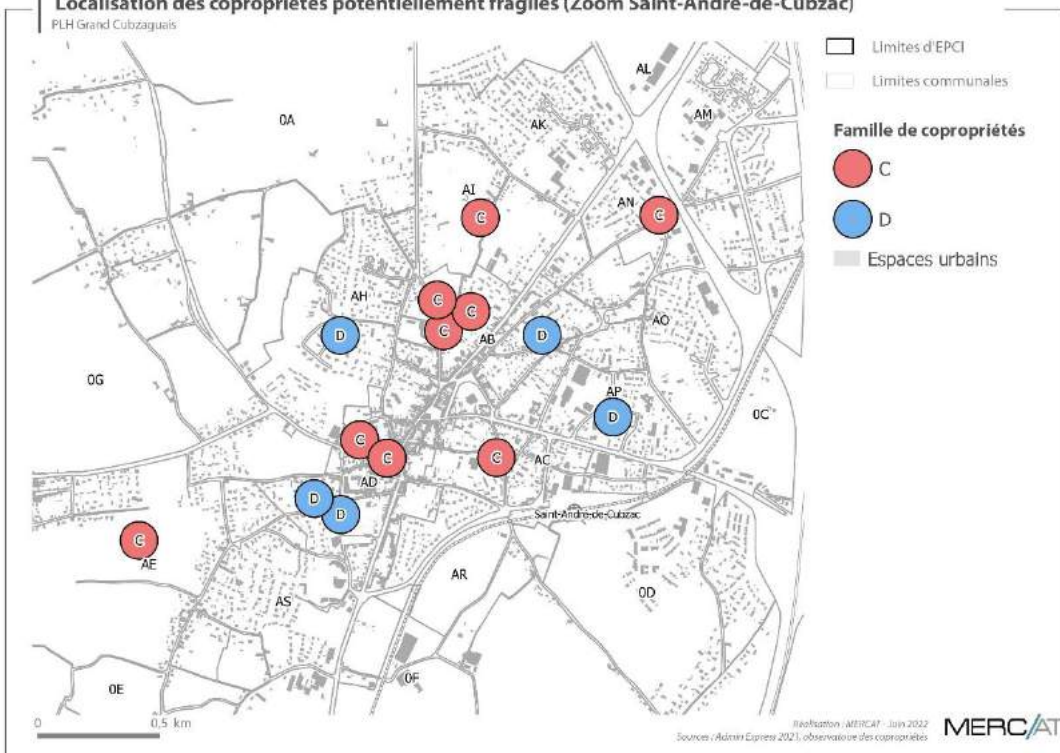 Localisation des copropriétés potentiellement fragiles (Zoom Saint-André-de-Cubzac)
PLH Grand Cubzaguais
Limites d'EPCI
Limites communales
Famille de copropriétés
C
D
Espaces urbains
AL
AM
0A
AK
AI
C
AN
C
AH
C
C
C
AB
AO
D
D
0G
AP
D
0C
C
C
C
AC
AD
D
D
Saint-André-de-Cubzac
C
AE
AR
0D
AS
0F
0E
0
0,5 km
Réalisation : MERCAT - Juin 2022
Sources : Admin Express 2021, observatoire des copropriétés
MERC/AT